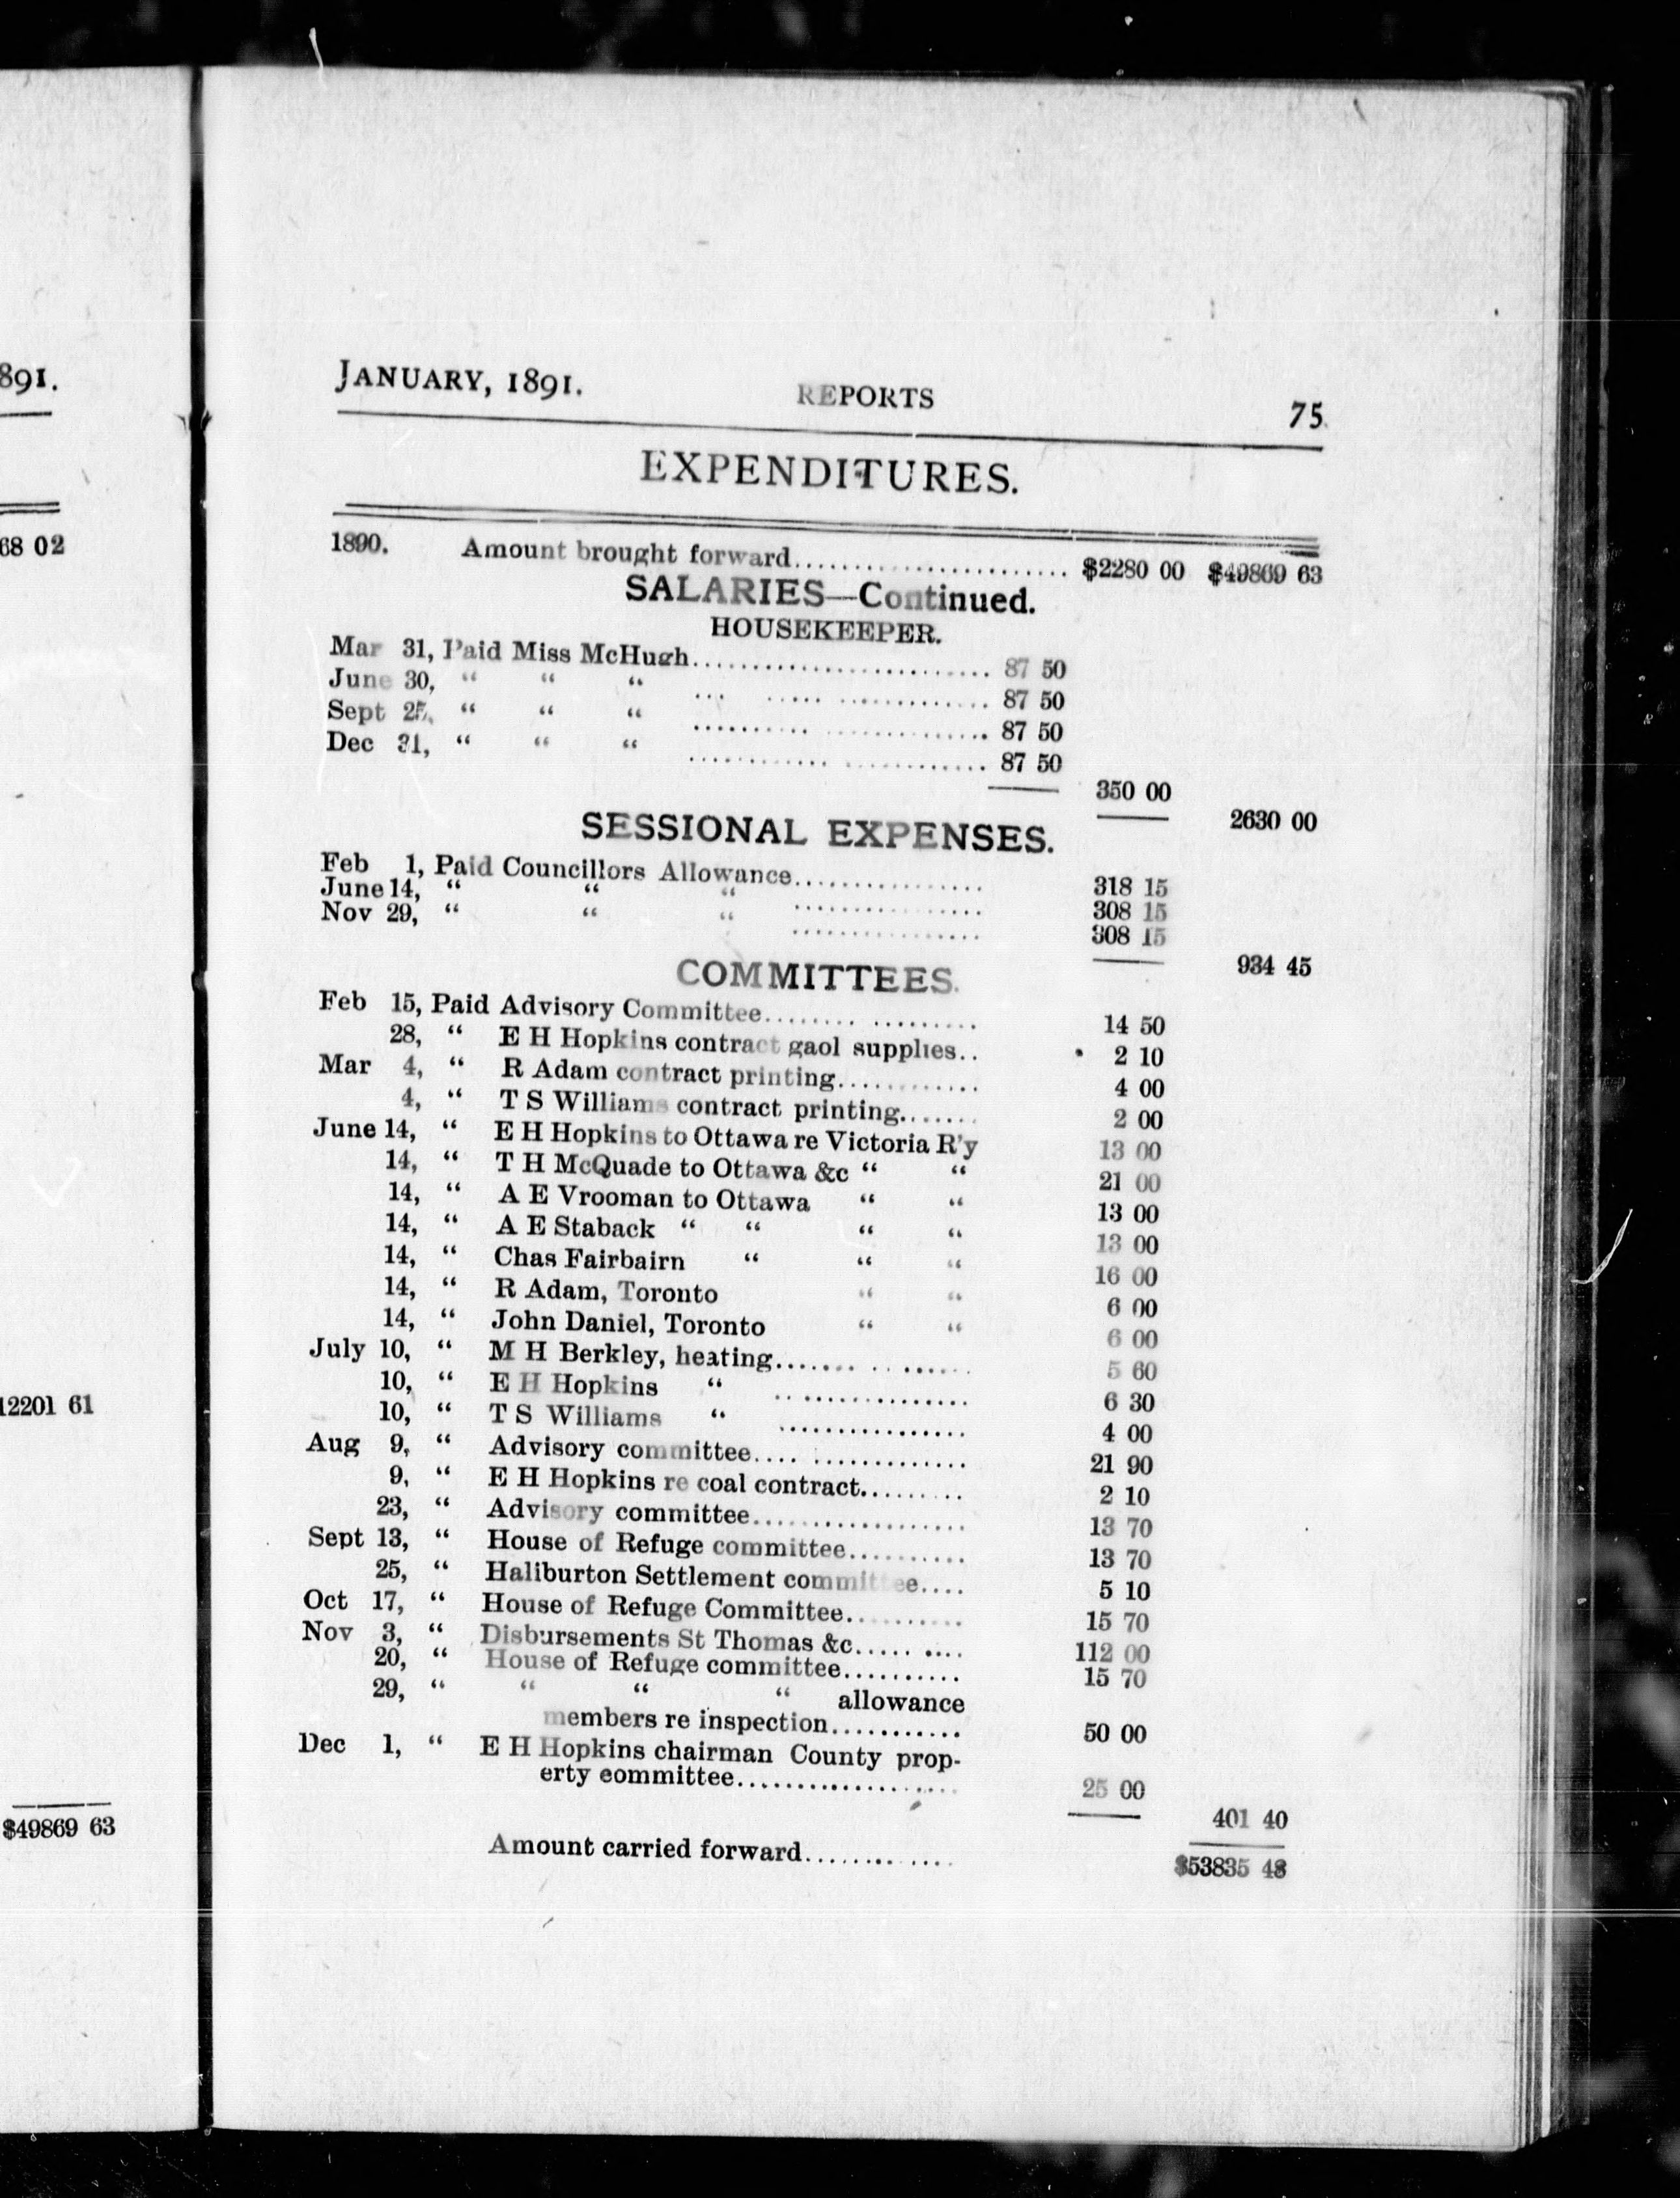 891.
68 02
12201 61
$49869 63
JANUARY, 1891. REPORTS 75
EXPENDITURES.
1890. Amount brought forward........................ $2280 00 $49869 63
SALARIES—Continued.
HOUSEKEEPER.
Mar 31, Paid Miss McHugh.......................... 87 50
June 30, “ “ “ ... ..... ............. 87 50
Sept 25, “ “ “ .......... .............. 87 50
Dec 31, “ “ “ ............ ............ 87 50
350 00
2630 00
SESSIONAL EXPENSES.
Feb 1, Paid Councillors Allowance................ 318 15
June 14, “ “ “ ................ 308 15
Nov 29, “ “ “ ................ 308 15
934 45
COMMITTEES.
Feb 15, Paid Advisory Committee........ ......... 14 50
28, “ E H Hopkins contract gaol supplies.. 2 10
Mar 4, “ R Adam contract printing............ 4 00
4, “ T S Williams contract printing....... 2 00
June 14, “ E H Hopkins to Ottawa re Victoria R'y 13 00
14, “ T H McQuade to Ottawa &c “ “ 21 00
14, “ A E Vrooman to Ottawa “ “ 13 00
14, “ A E Staback “ “ “ “ 13 00
14, “ Chas Fairbairn “ “ “ 16 00
14, “ R Adam, Toronto “ “ 6 00
14, “ John Daniel, Toronto “ “ 6 00
July 10, “ M H Berkley, heating....... ...... 5 60
10, “ E H Hopkins “ .. .............. 6 30
10, “ T S Williams “ ................ 4 00
Aug 9, “ Advisory committee.... .............. 21 90
9, “ E H Hopkins re coal contract......... 2 10
23, “ Advisory committee................... 13 70
Sept 13, “ House of Refuge committee.......... 13 70
25, “ Haliburton Settlement committee.... 5 10
Oct 17, “ House of Refuge Committee.......... 15 70
Nov 3, “ Disbursements St Thomas &c..... .... 112 00
20, “ House of Refuge committee.......... 15 70
29, “ “ “ “ allowance
members re inspection........... 50 00
Dec 1, “ E H Hopkins chairman County prop-
erty eommittee................... 25 00
401 40
Amount carried forward............. $53835 48